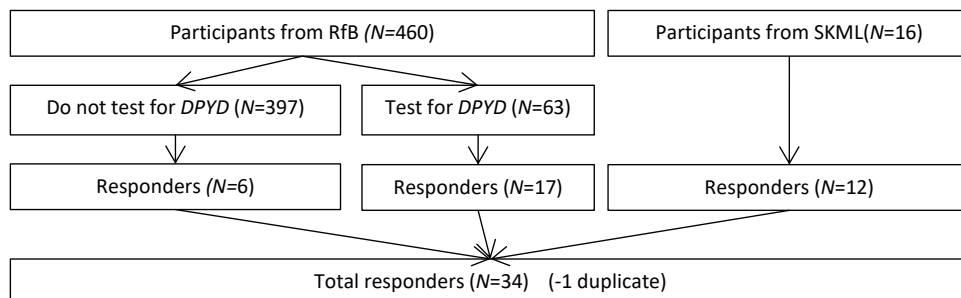 Participants from RfB (N=460)
Participants from SKML(N=16)
Do not test for DPYD (N=397)
Test for DPYD (N=63)
Responders (N=6)
Responders (N=17)
Responders (N=12)
Total responders (N=34) (-1 duplicate)